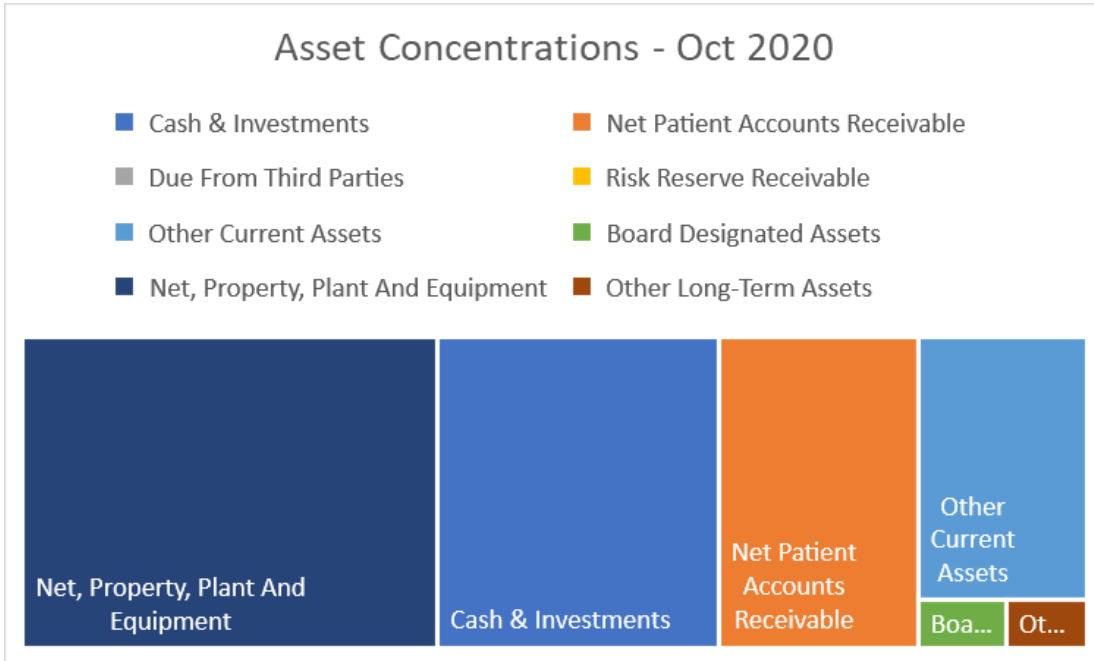 Asset Concentrations - Oct 2020
Cash & Investments
Net Patient Accounts Receivable
Due From Third Parties
Risk Reserve Receivable
Other Current Assets
Board Designated Assets
Net, Property, Plant And Equipment
Other Long-Term Assets
Net, Property, Plant And
Equipment
Cash & Investments
Net Patient
Accounts
Receivable
Other
Current
Assets
Boa...
Ot...